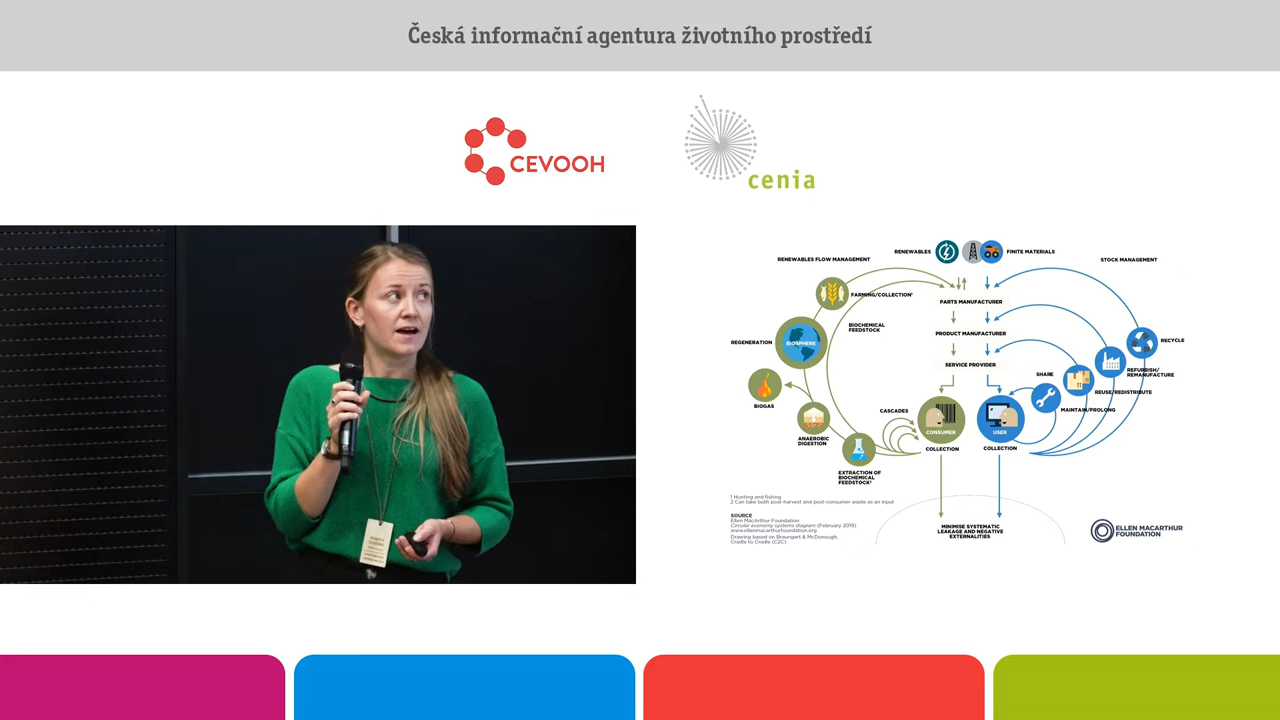 Česká informační agentura životního prostředí
CEVOOH
cenia
RENEWABLES
FINITE MATERIALS
RENEWABLES FLOW MANAGEMENT
STOCK MANAGEMENT
FARMING/COLLECTION¹
PARTS MANUFACTURER
BIOCHEMICAL
FEEDSTOCK
PRODUCT MANUFACTURER
REGENERATION
BIOSPHERE
RECYCLE
SERVICE PROVIDER
SHARE
REFURBISH/
REMANUFACTURE
REUSE/REDISTRIBUTE
BIOGAS
CASCADES
MAINTAIN/PROLONG
CONSUMER
USER
ANAEROBIC
DIGESTION
COLLECTION
COLLECTION
EXTRACTION OF
BIOCHEMICAL
FEEDSTOCK²
1 Hunting and fishing
2 Can take both post-harvest and post-consumer waste as an input
SOURCE
Ellen MacArthur Foundation
Circular economy systems diagram (February 2019)
www.ellenmacarthurfoundation.org
Drawing based on Braungart & McDonough,
Cradle to Cradle (C2C)
MINIMISE SYSTEMATIC
LEAKAGE AND NEGATIVE
EXTERNALITIES
ELLEN MACARTHUR
FOUNDATION